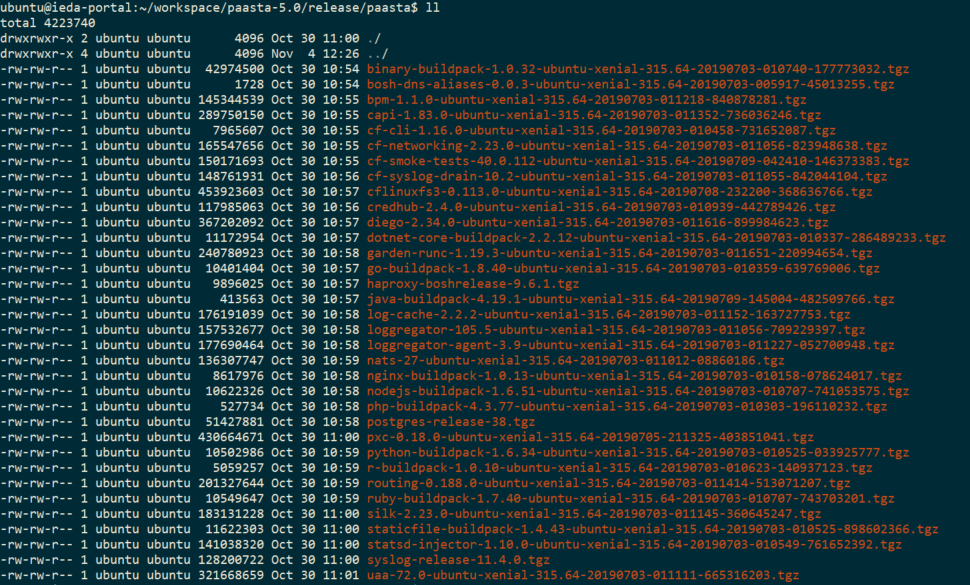 ubuntu@ieda-portal:~/workspace/paasta-5.0/release/paasta$ ll
total 4223740
drwxrwxr-x 2 ubuntu ubuntu      4096 Oct 30 11:00 ./
drwxrwxr-x 4 ubuntu ubuntu      4096 Nov  4 12:26 ../
-rw-rw-r-- 1 ubuntu ubuntu  42974500 Oct 30 10:54 binary-buildpack-1.0.32-ubuntu-xenial-315.64-20190703-010740-177773032.tgz
-rw-rw-r-- 1 ubuntu ubuntu      1728 Oct 30 10:54 bosh-dns-aliases-0.0.3-ubuntu-xenial-315.64-20190703-005917-45013255.tgz
-rw-rw-r-- 1 ubuntu ubuntu 145344539 Oct 30 10:55 bpm-1.1.0-ubuntu-xenial-315.64-20190703-011218-840878281.tgz
-rw-rw-r-- 1 ubuntu ubuntu 289750150 Oct 30 10:55 capi-1.83.0-ubuntu-xenial-315.64-20190703-011352-736036246.tgz
-rw-rw-r-- 1 ubuntu ubuntu   7965607 Oct 30 10:55 cf-cli-1.16.0-ubuntu-xenial-315.64-20190703-010458-731652087.tgz
-rw-rw-r-- 1 ubuntu ubuntu 165547656 Oct 30 10:55 cf-networking-2.23.0-ubuntu-xenial-315.64-20190703-011056-823948638.tgz
-rw-rw-r-- 1 ubuntu ubuntu 150171693 Oct 30 10:55 cf-smoke-tests-40.0.112-ubuntu-xenial-315.64-20190709-042410-146373383.tgz
-rw-rw-r-- 1 ubuntu ubuntu 148761931 Oct 30 10:56 cf-syslog-drain-10.2-ubuntu-xenial-315.64-20190703-011055-842044104.tgz
-rw-rw-r-- 1 ubuntu ubuntu 453923603 Oct 30 10:57 cflinuxfs3-0.113.0-ubuntu-xenial-315.64-20190708-232200-368636766.tgz
-rw-rw-r-- 1 ubuntu ubuntu 117985063 Oct 30 10:56 credhub-2.4.0-ubuntu-xenial-315.64-20190703-010939-442789426.tgz
-rw-rw-r-- 1 ubuntu ubuntu 367202092 Oct 30 10:57 diego-2.34.0-ubuntu-xenial-315.64-20190703-011616-899984623.tgz
-rw-rw-r-- 1 ubuntu ubuntu  11172954 Oct 30 10:57 dotnet-core-buildpack-2.2.12-ubuntu-xenial-315.64-20190703-010337-286489233.tgz
-rw-rw-r-- 1 ubuntu ubuntu 240780923 Oct 30 10:58 garden-runc-1.19.3-ubuntu-xenial-315.64-20190703-011651-220994654.tgz
-rw-rw-r-- 1 ubuntu ubuntu  10401404 Oct 30 10:57 go-buildpack-1.8.40-ubuntu-xenial-315.64-20190703-010359-639769006.tgz
-rw-rw-r-- 1 ubuntu ubuntu   9896025 Oct 30 10:57 haproxy-boshrelease-9.6.1.tgz
-rw-rw-r-- 1 ubuntu ubuntu    413563 Oct 30 10:57 java-buildpack-4.19.1-ubuntu-xenial-315.64-20190709-145004-482509766.tgz
-rw-rw-r-- 1 ubuntu ubuntu 176191039 Oct 30 10:58 log-cache-2.2.2-ubuntu-xenial-315.64-20190703-011152-163727753.tgz
-rw-rw-r-- 1 ubuntu ubuntu 157532677 Oct 30 10:58 loggregator-105.5-ubuntu-xenial-315.64-20190703-011056-709229397.tgz
-rw-rw-r-- 1 ubuntu ubuntu 177690464 Oct 30 10:58 loggregator-agent-3.9-ubuntu-xenial-315.64-20190703-011227-052700948.tgz
-rw-rw-r-- 1 ubuntu ubuntu 136307747 Oct 30 10:59 nats-27-ubuntu-xenial-315.64-20190703-011012-08860186.tgz
-rw-rw-r-- 1 ubuntu ubuntu   8617976 Oct 30 10:58 nginx-buildpack-1.0.13-ubuntu-xenial-315.64-20190703-010158-078624017.tgz
-rw-rw-r-- 1 ubuntu ubuntu  10622326 Oct 30 10:58 nodejs-buildpack-1.6.51-ubuntu-xenial-315.64-20190703-010707-741053575.tgz
-rw-rw-r-- 1 ubuntu ubuntu    527734 Oct 30 10:58 php-buildpack-4.3.77-ubuntu-xenial-315.64-20190703-010303-196110232.tgz
-rw-rw-r-- 1 ubuntu ubuntu  51427881 Oct 30 10:58 postgres-release-38.tgz
-rw-rw-r-- 1 ubuntu ubuntu 430664671 Oct 30 11:00 pxc-0.18.0-ubuntu-xenial-315.64-20190705-211325-403851041.tgz
-rw-rw-r-- 1 ubuntu ubuntu  10502986 Oct 30 10:59 python-buildpack-1.6.34-ubuntu-xenial-315.64-20190703-010525-033925777.tgz
-rw-rw-r-- 1 ubuntu ubuntu   5059257 Oct 30 10:59 r-buildpack-1.0.10-ubuntu-xenial-315.64-20190703-010623-140937123.tgz
-rw-rw-r-- 1 ubuntu ubuntu 201327644 Oct 30 10:59 routing-0.188.0-ubuntu-xenial-315.64-20190703-011414-513071207.tgz
-rw-rw-r-- 1 ubuntu ubuntu  10549647 Oct 30 10:59 ruby-buildpack-1.7.40-ubuntu-xenial-315.64-20190703-010707-743703201.tgz
-rw-rw-r-- 1 ubuntu ubuntu 183131228 Oct 30 11:00 silk-2.23.0-ubuntu-xenial-315.64-20190703-011145-360645247.tgz
-rw-rw-r-- 1 ubuntu ubuntu  11622303 Oct 30 11:00 staticfile-buildpack-1.4.43-ubuntu-xenial-315.64-20190703-010525-898602366.tgz
-rw-rw-r-- 1 ubuntu ubuntu 141038320 Oct 30 11:00 statsd-injector-1.10.0-ubuntu-xenial-315.64-20190703-010549-761652392.tgz
-rw-rw-r-- 1 ubuntu ubuntu 128200722 Oct 30 11:00 syslog-release-11.4.0.tgz
-rw-rw-r-- 1 ubuntu ubuntu 321668659 Oct 30 11:01 uaa-72.0-ubuntu-xenial-315.64-20190703-011111-665316203.tgz